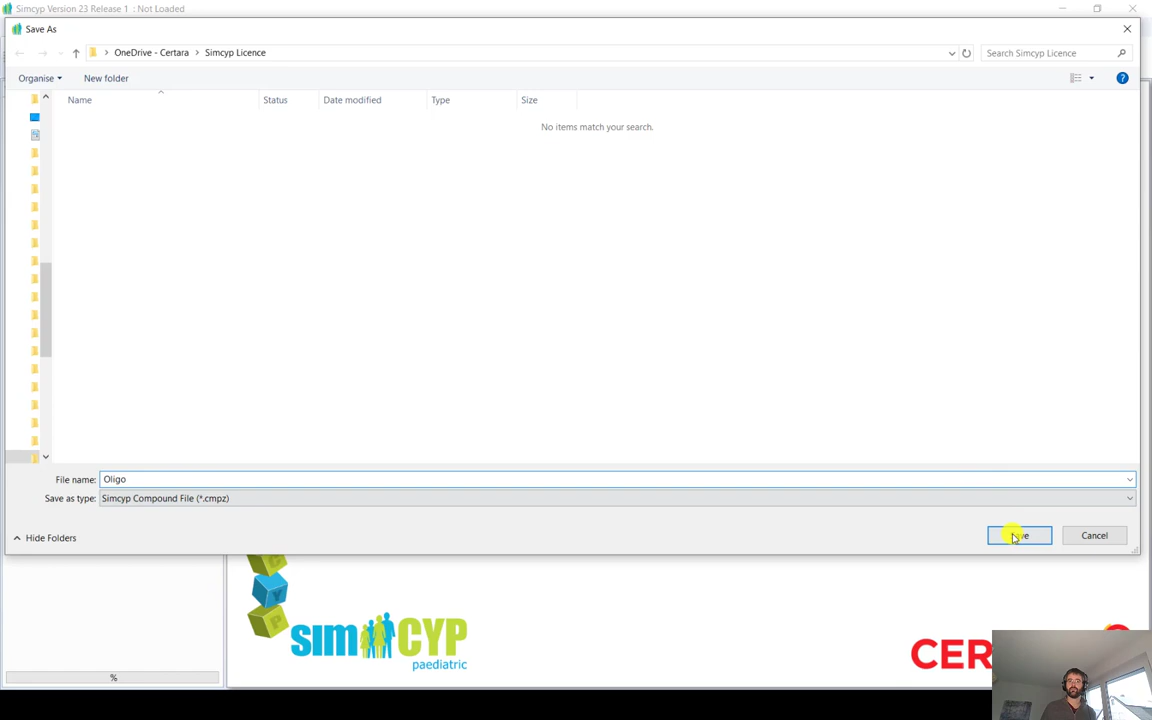 Simcyp Version 23 Release 1 : Not Loaded
Save As
OneDrive - Certara > Simcyp Licence
Search Simcyp Licence
Organise
New folder
Name
Status
Date modified
Type
Size
No items match your search.
File name: Oligo
Save as type: Simcyp Compound File (*.cmpz)
Hide Folders
Cancel
C
Y
P
simCYP
paediatric
CER
%